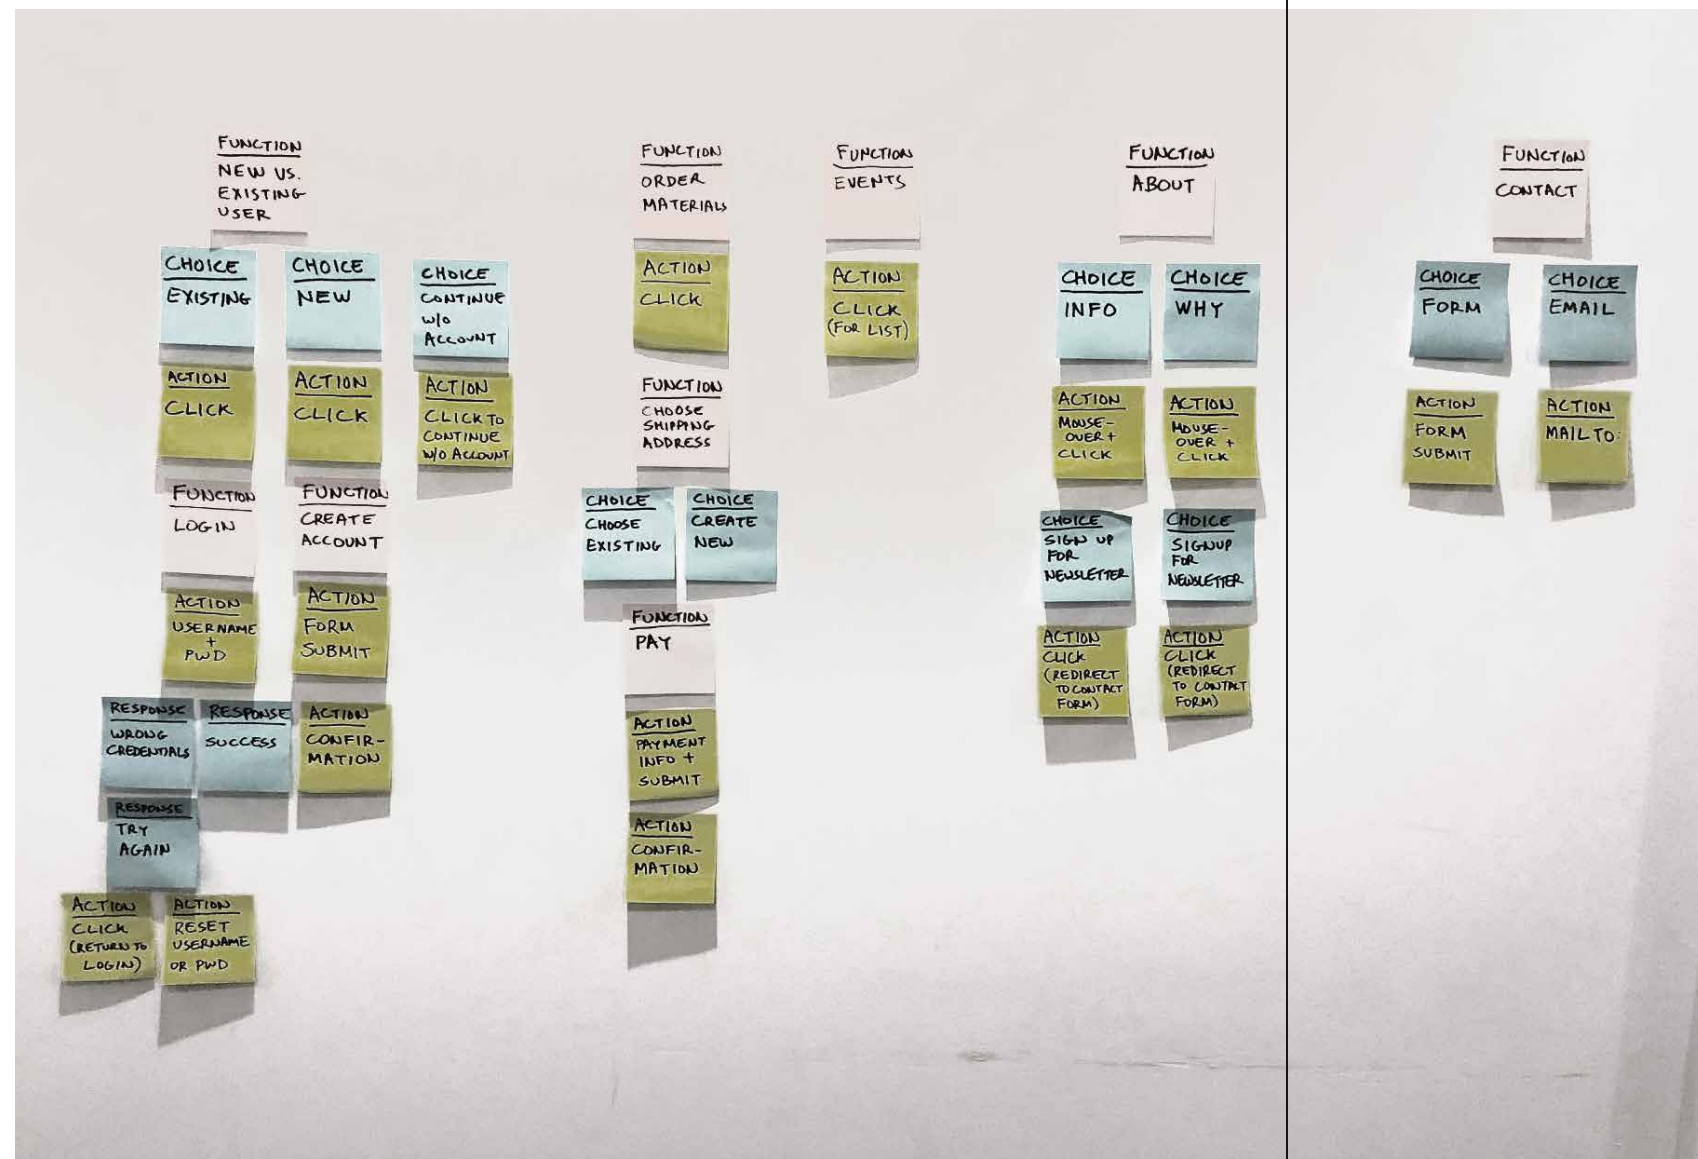 FUNCTION
NEW VS.
EXISTING
USER
CHOICE
EXISTING
CHOICE
NEW
CHOICE
CONTINUE
W/O
ACCOUNT
ACTION
CLICK
ACTION
CLICK
ACTION
CLICK TO
CONTINUE
W/O ACCOUNT
FUNCTION
LOGIN
FUNCTION
CREATE
ACCOUNT
ACTION
USERNAME
+
PWD
ACTION
FORM
SUBMIT
RESPONSE
WRONG
CREDENTIALS
RESPONSE
SUCCESS
ACTION
CONFIR-
MATION
RESPONSE
TRY
AGAIN
ACTION
CLICK
(RETURN TO
LOGIN)
ACTION
RESET
USERNAME
OR PWD
FUNCTION
ORDER
MATERIALS
ACTION
CLICK
FUNCTION
CHOOSE
SHIPPING
ADDRESS
CHOICE
CHOOSE
EXISTING
CHOICE
CREATE
NEW
FUNCTION
PAY
ACTION
PAYMENT
INFO +
SUBMIT
ACTION
CONFIR-
MATION
FUNCTION
EVENTS
ACTION
CLICK
(FOR LIST)
FUNCTION
ABOUT
CHOICE
INFO
CHOICE
WHY
ACTION
MOUSE-
OVER +
CLICK
ACTION
MOUSE-
OVER +
CLICK
CHOICE
SIGN UP
FOR
NEWSLETTER
CHOICE
SIGNUP
FOR
NEWSLETTER
ACTION
CLICK
(REDIRECT
TO CONTACT
FORM)
ACTION
CLICK
(REDIRECT
TO CONTACT
FORM)
FUNCTION
CONTACT
CHOICE
FORM
CHOICE
EMAIL
ACTION
FORM
SUBMIT
ACTION
MAIL TO: